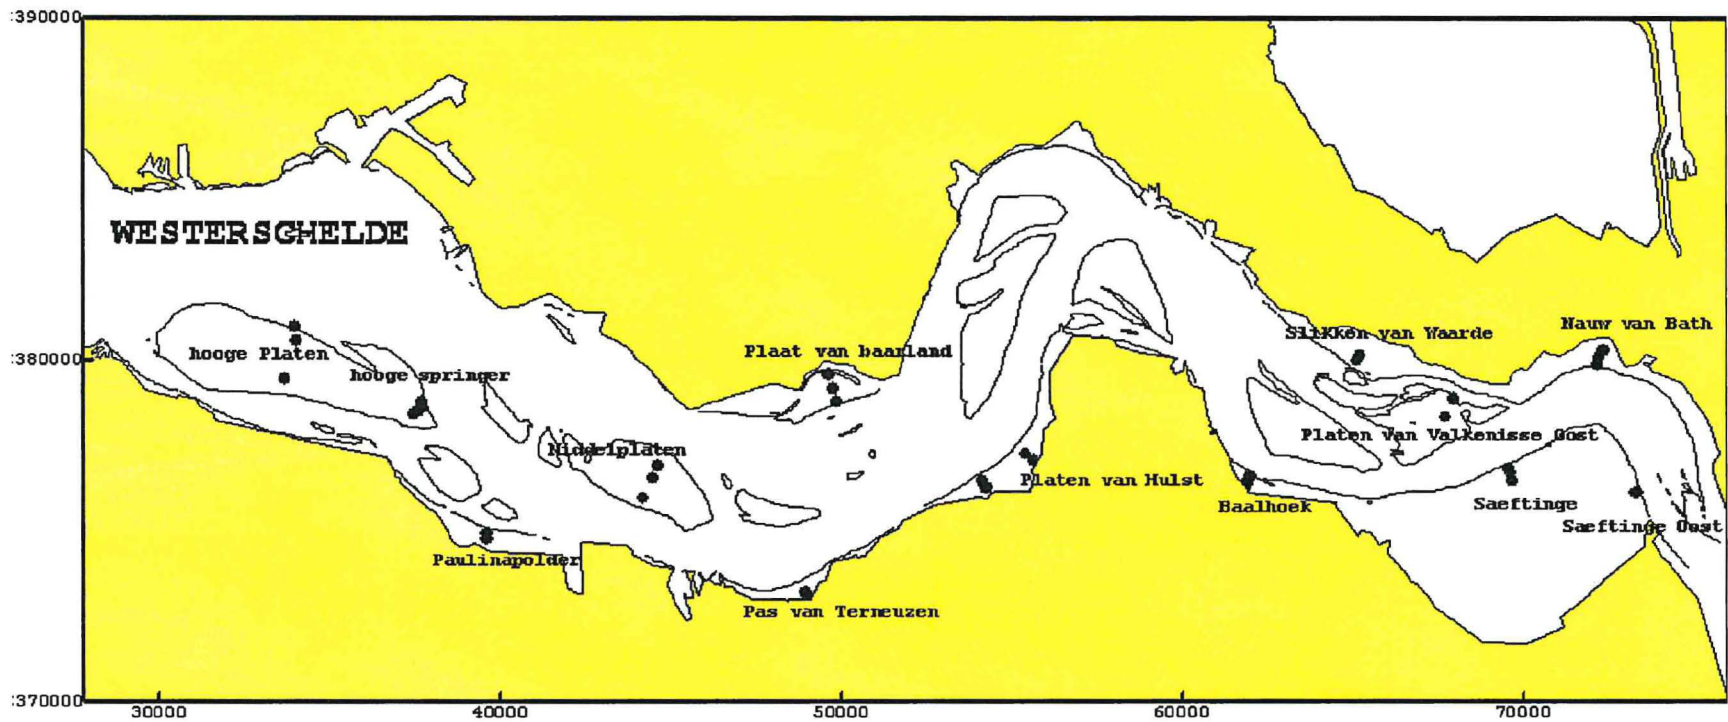 :390000
WESTERSCHELDE
Slikken van Waarde
Nauw van Bath
hooge Platen
Plaat van baarland
:380000
hooge springer
Middelplaten
Platen van Valkenisse Oost
Platen van Hulst
Baalhoek
Saeftinge
Saeftinge Oost
Paulinapolder
Pas van Terneuzen
:370000
30000
40000
50000
60000
70000